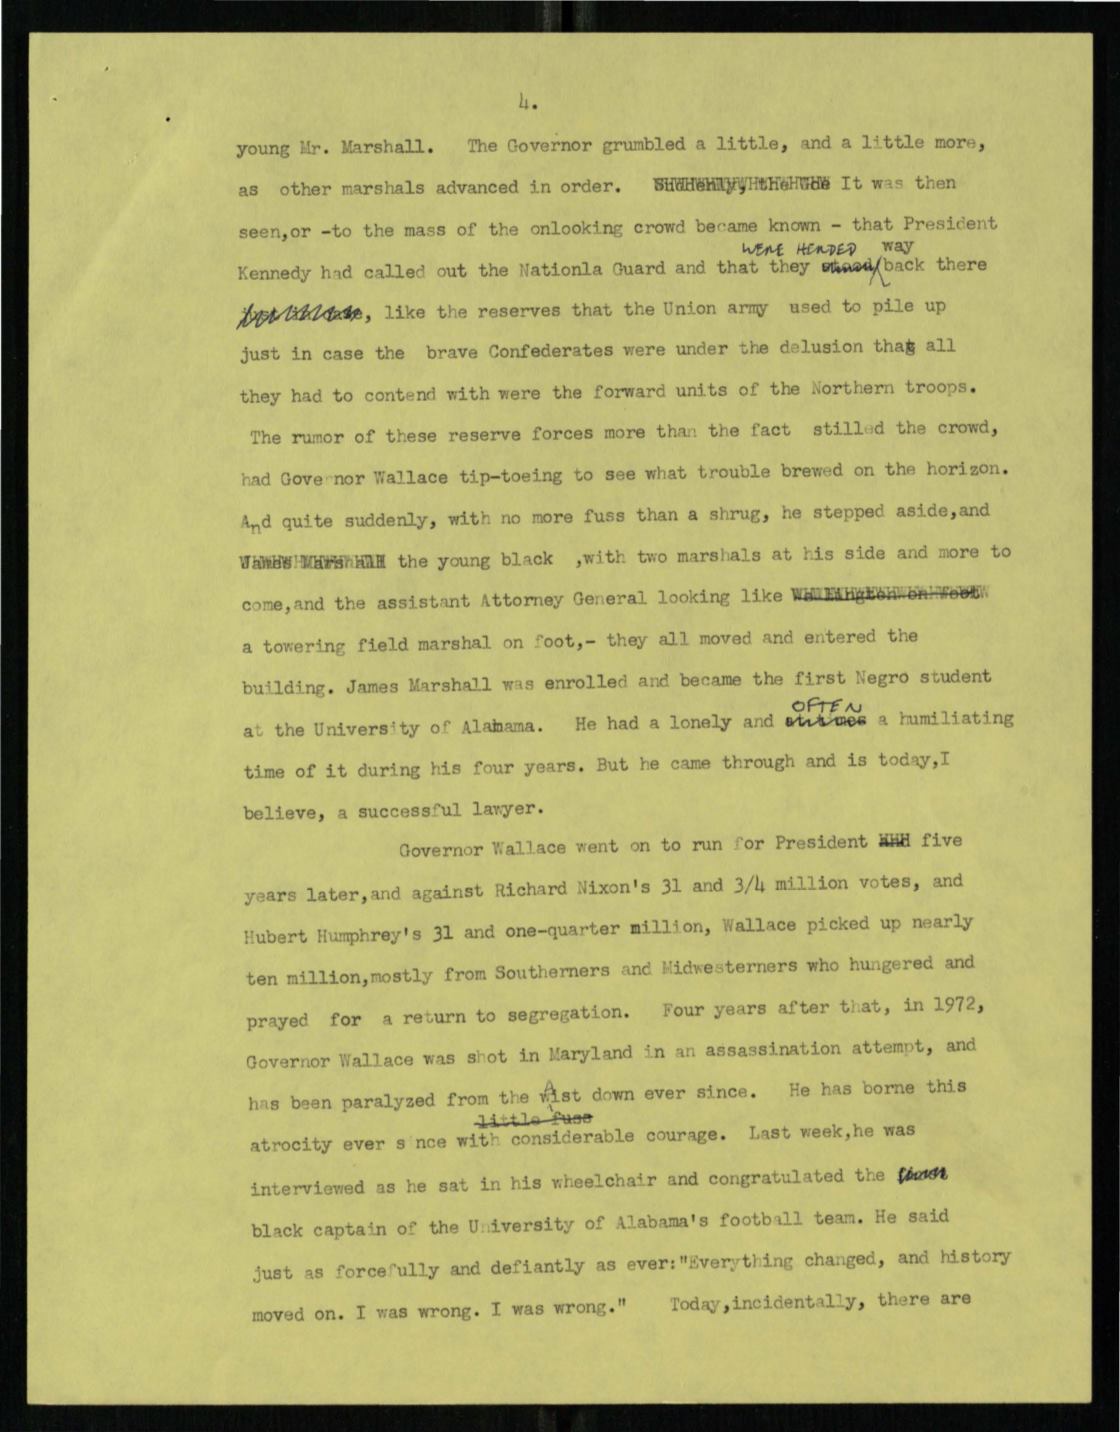 4.
young Mr. Marshall. The Governor grumbled a little, and a little more,
as other marshals advanced in order. Suddenly, the Go It was then
seen,or -to the mass of the onlooking crowd became known - that President
WERE HERDED way
Kennedy had called out the Nationla Guard and that they stood back there
, like the reserves that the Union army used to pile up
just in case the brave Confederates were under the delusion that all
they had to contend with were the forward units of the Northern troops.
The rumor of these reserve forces more than the fact stilled the crowd,
had Governor Wallace tip-toeing to see what trouble brewed on the horizon.
And quite suddenly, with no more fuss than a shrug, he stepped aside,and
James Marshall the young black ,with two marshals at his side and more to
come,and the assistant Attorney General looking like Wellington on foot
a towering field marshal on foot,- they all moved and entered the
building. James Marshall was enrolled and became the first Negro student
OFTEN
at the University of Alabama. He had a lonely and at times a humiliating
time of it during his four years. But he came through and is today,I
believe, a successful lawyer.
Governor Wallace went on to run for President five
years later,and against Richard Nixon's 31 and 3/4 million votes, and
Hubert Humphrey's 31 and one-quarter million, Wallace picked up nearly
ten million,mostly from Southerners and Midwesterners who hungered and
prayed for a return to segregation. Four years after that, in 1972,
Governor Wallace was shot in Maryland in an assassination attempt, and
A
has been paralyzed from the wist down ever since. He has borne this
little fuss
atrocity ever s nce with considerable courage. Last week,he was
interviewed as he sat in his wheelchair and congratulated the
black captain of the University of Alabama's football team. He said
just as forcefully and defiantly as ever:"Everything changed, and history
moved on. I was wrong. I was wrong." Today,incidentally, there are